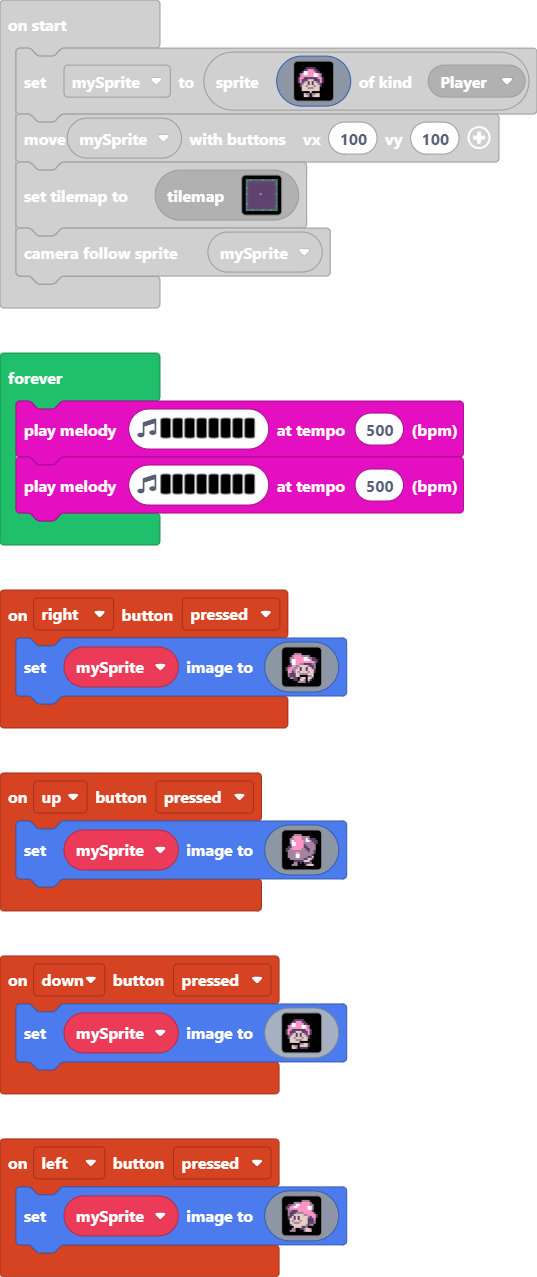 on start
set mySprite to sprite of kind Player
move mySprite with buttons vx 100 vy 100
set tilemap to tilemap
camera follow sprite mySprite
forever
play melody at tempo 500 (bpm)
play melody at tempo 500 (bpm)
on right button pressed
set mySprite image to
on up button pressed
set mySprite image to
on down button pressed
set mySprite image to
on left button pressed
set mySprite image to